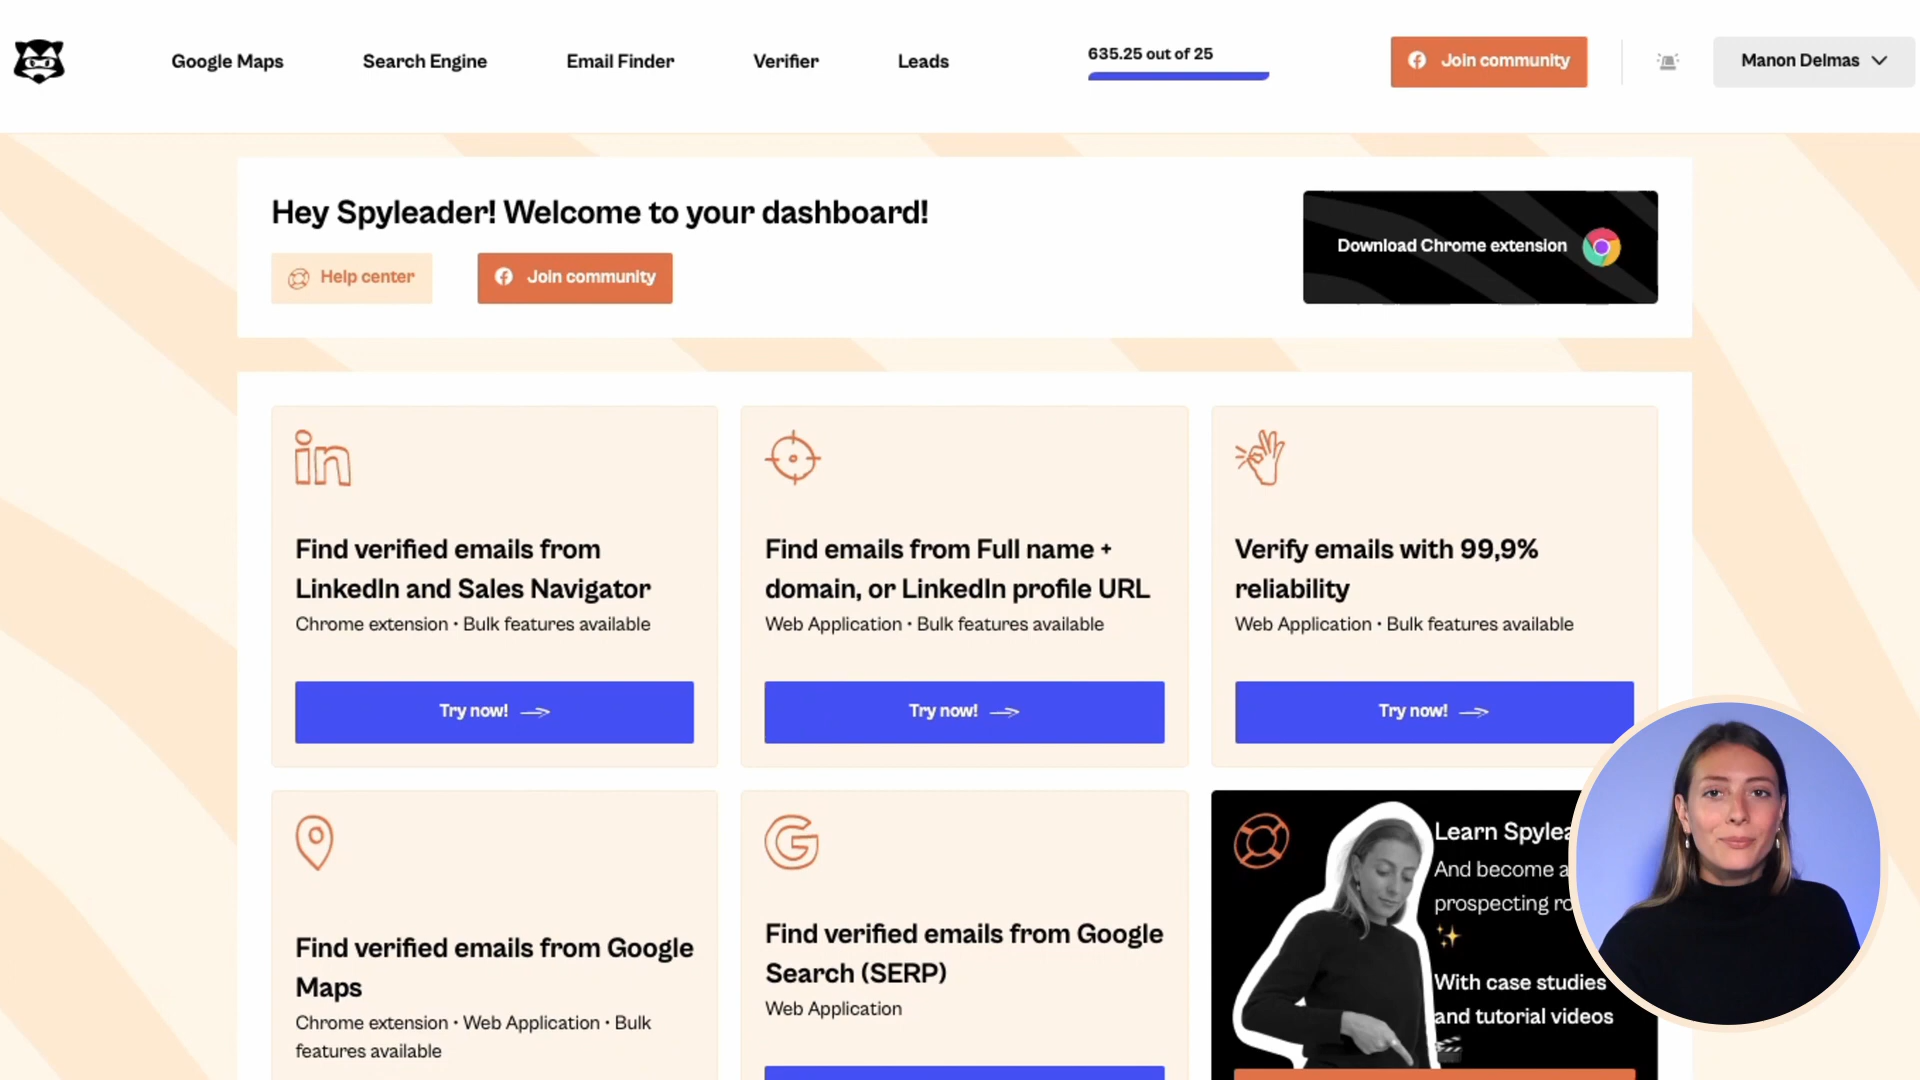 Google Maps
Search Engine
Email Finder
Verifier
Leads
635.25 out of 25
Join community
Manon Delmas
Hey Spyleader! Welcome to your dashboard!
Help center
Join community
Download Chrome extension
in
Find verified emails from
LinkedIn and Sales Navigator
Chrome extension • Bulk features available
Try now!
Find emails from Full name +
domain, or LinkedIn profile URL
Web Application • Bulk features available
Try now!
Verify emails with 99,9%
reliability
Web Application • Bulk features available
Try now!
Find verified emails from Google
Maps
Chrome extension • Web Application • Bulk
features available
G
Find verified emails from Google
Search (SERP)
Web Application
Learn
And become a
prospecting
With case studies
and tutorial videos